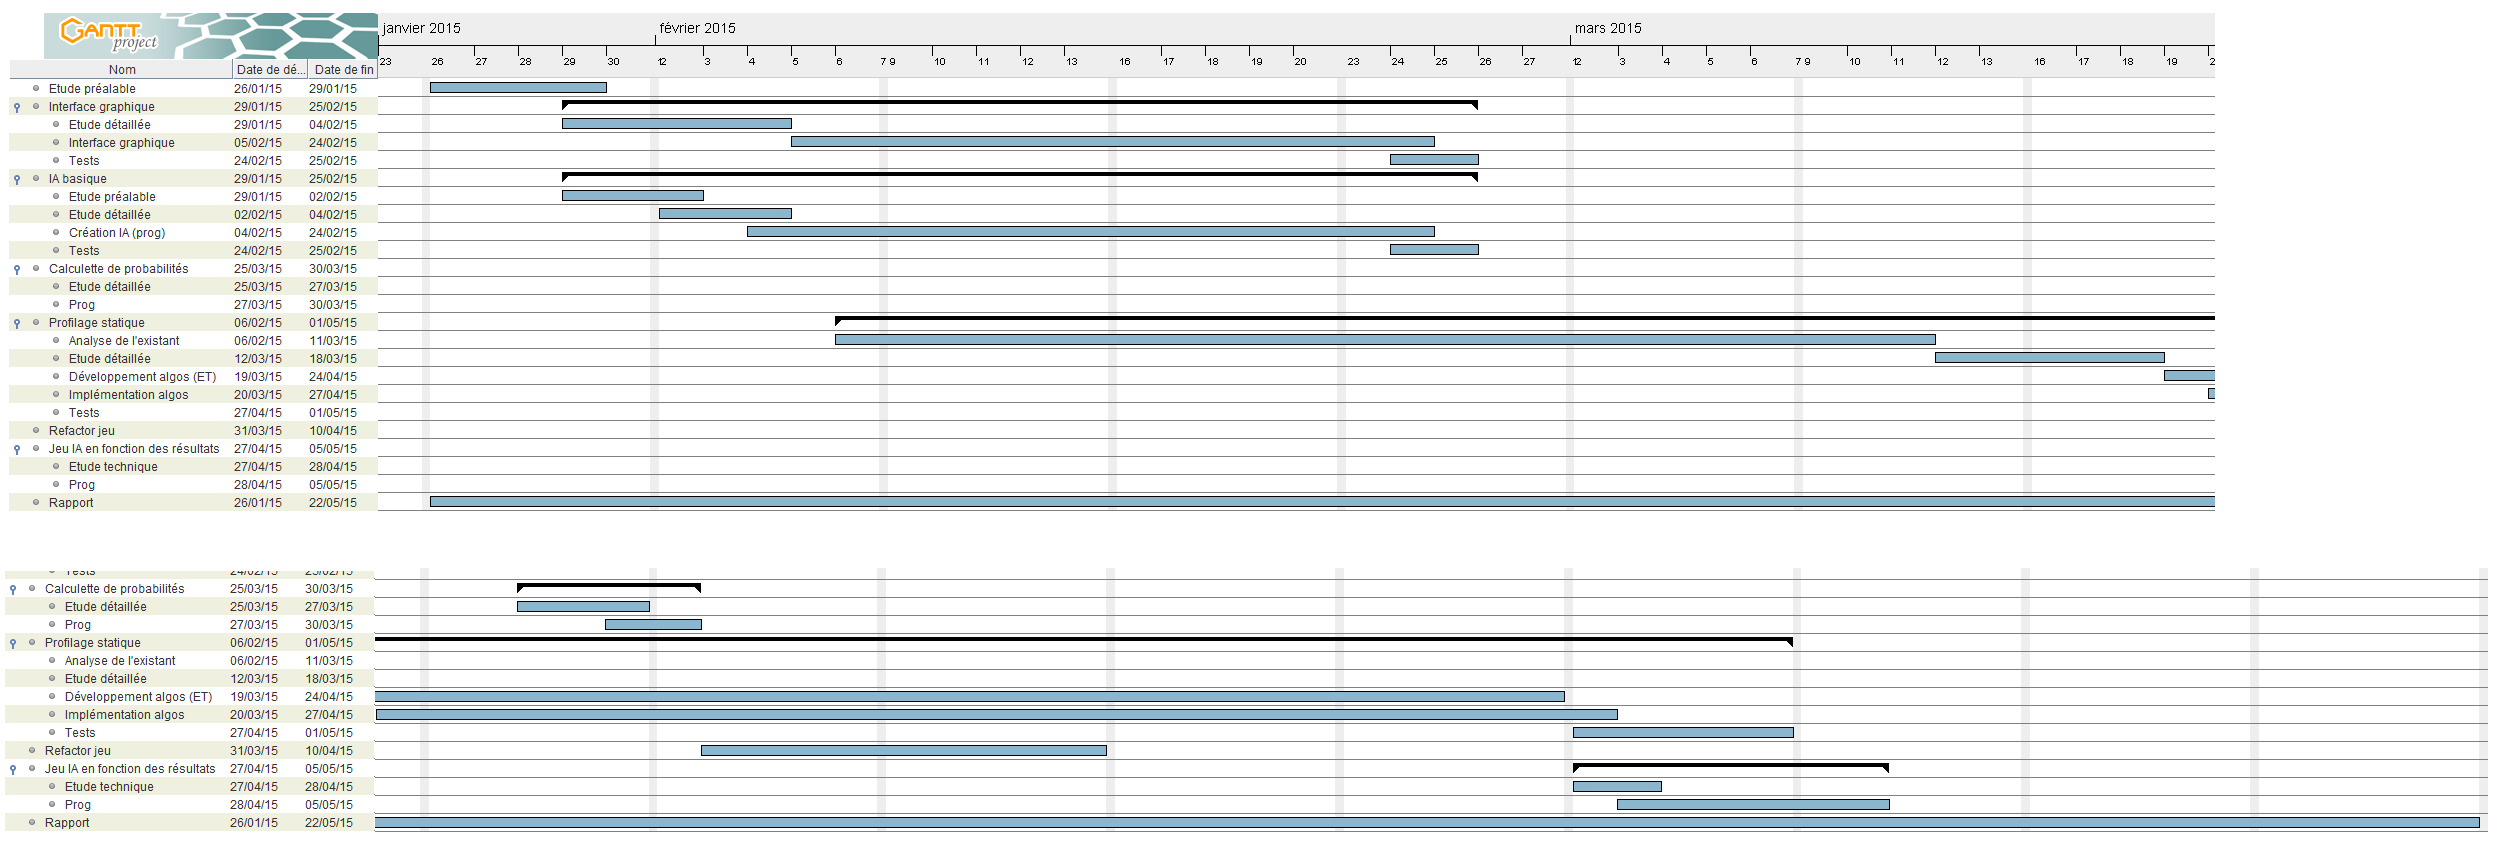 GANTT project
janvier 2015 février 2015 mars 2015
Nom Date de dé... Date de fin 23 26 27 28 29 30 12 3 4 5 6 7 9 10 11 12 13 16 17 18 19 20 23 24 25 26 27 12 3 4 5 6 7 9 10 11 12 13 16 17 18 19 2
Etude préalable 26/01/15 29/01/15
Interface graphique 29/01/15 25/02/15
Etude détaillée 29/01/15 04/02/15
Interface graphique 05/02/15 24/02/15
Tests 24/02/15 25/02/15
IA basique 29/01/15 25/02/15
Etude préalable 29/01/15 02/02/15
Etude détaillée 02/02/15 04/02/15
Création IA (prog) 04/02/15 24/02/15
Tests 24/02/15 25/02/15
Calculette de probabilités 25/03/15 30/03/15
Etude détaillée 25/03/15 27/03/15
Prog 27/03/15 30/03/15
Profilage statique 06/02/15 01/05/15
Analyse de l'existant 06/02/15 11/03/15
Etude détaillée 12/03/15 18/03/15
Développement algos (ET) 19/03/15 24/04/15
Implémentation algos 20/03/15 27/04/15
Tests 27/04/15 01/05/15
Refactor jeu 31/03/15 10/04/15
Jeu IA en fonction des résultats 27/04/15 05/05/15
Etude technique 27/04/15 28/04/15
Prog 28/04/15 05/05/15
Rapport 26/01/15 22/05/15
Tests 24/02/15 25/02/15
Calculette de probabilités 25/03/15 30/03/15
Etude détaillée 25/03/15 27/03/15
Prog 27/03/15 30/03/15
Profilage statique 06/02/15 01/05/15
Analyse de l'existant 06/02/15 11/03/15
Etude détaillée 12/03/15 18/03/15
Développement algos (ET) 19/03/15 24/04/15
Implémentation algos 20/03/15 27/04/15
Tests 27/04/15 01/05/15
Refactor jeu 31/03/15 10/04/15
Jeu IA en fonction des résultats 27/04/15 05/05/15
Etude technique 27/04/15 28/04/15
Prog 28/04/15 05/05/15
Rapport 26/01/15 22/05/15